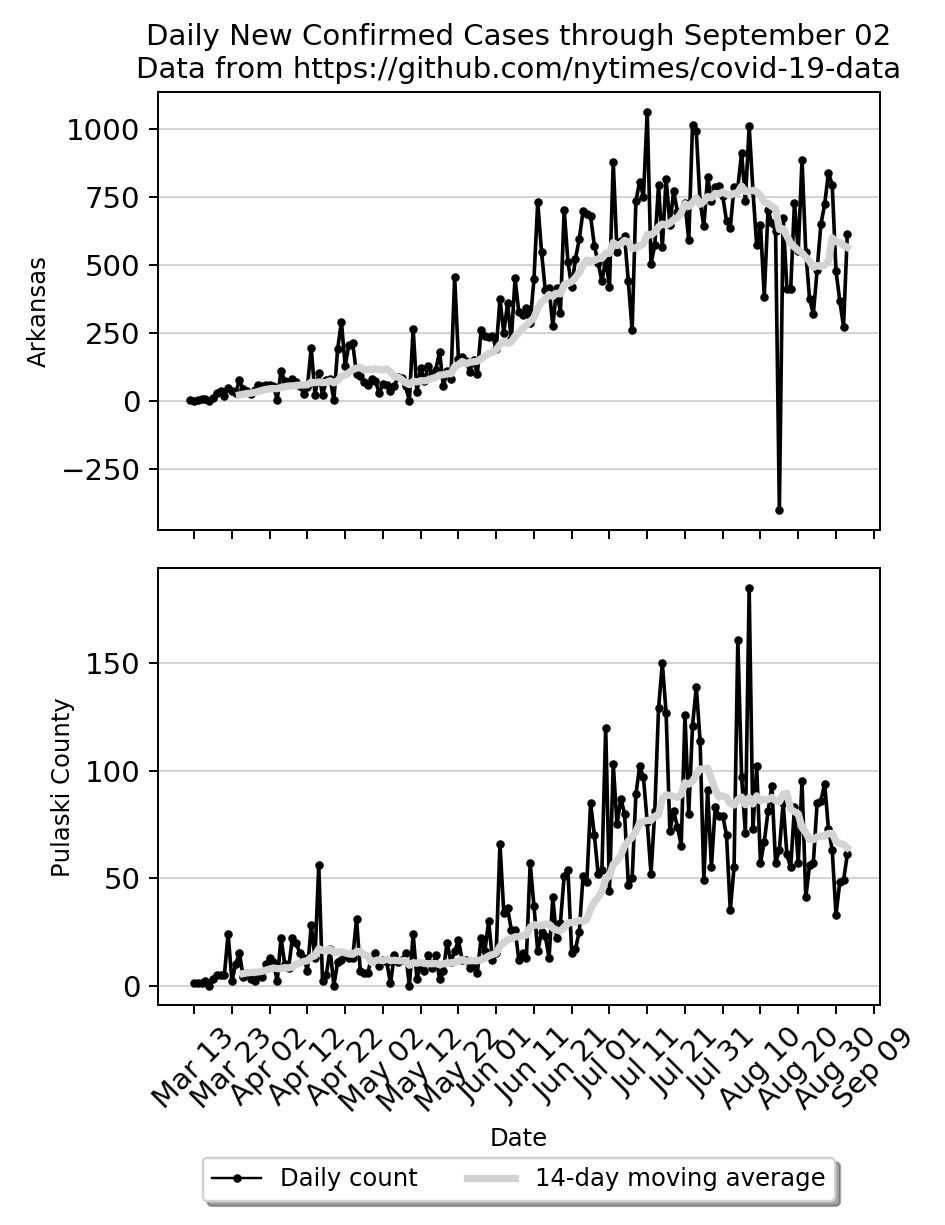 Daily New Confirmed Cases through September 02
Data from https://github.com/nytimes/covid-19-data
1000
750
500
250
0
−250
Arkansas
150
100
50
0
Pulaski County
Mar 13
Mar 23
Apr 02
Apr 12
Apr 22
May 02
May 12
May 22
Jun 01
Jun 11
Jun 21
Jul 01
Jul 11
Jul 21
Jul 31
Aug 10
Aug 20
Aug 30
Sep 09
Date
Daily count
14-day moving average